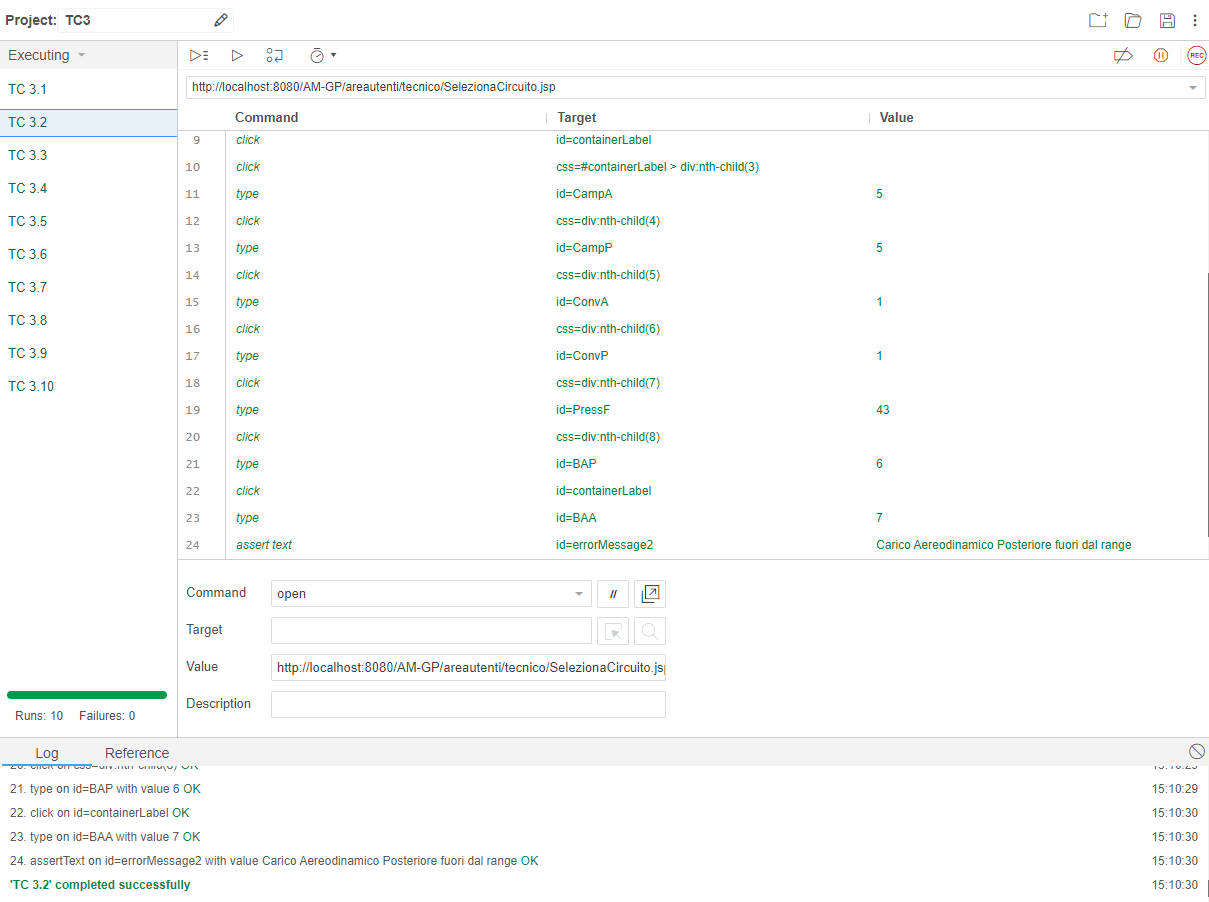 Project: TC3
Executing
REC
TC 3.1
TC 3.2
TC 3.3
TC 3.4
TC 3.5
TC 3.6
TC 3.7
TC 3.8
TC 3.9
TC 3.10
Runs: 10 Failures: 0
http://localhost:8080/AM-GP/areautenti/tecnico/SelezionaCircuito.jsp
Command Target Value
9 click id=containerLabel
10 click css=#containerLabel > div:nth-child(3)
11 type id=CampA 5
12 click css=div:nth-child(4)
13 type id=CampP 5
14 click css=div:nth-child(5)
15 type id=ConvA 1
16 click css=div:nth-child(6)
17 type id=ConvP 1
18 click css=div:nth-child(7)
19 type id=PressF 43
20 click css=div:nth-child(8)
21 type id=BAP 6
22 click id=containerLabel
23 type id=BAA 7
24 assert text id=errorMessage2 Carico Aereodinamico Posteriore fuori dal range
Command open //
Target
Value http://localhost:8080/AM-GP/areautenti/tecnico/SelezionaCircuito.jsp
Description
Log Reference
20. click on css=div:nth-child(8) OK 15:10:29
21. type on id=BAP with value 6 OK 15:10:29
22. click on id=containerLabel OK 15:10:30
23. type on id=BAA with value 7 OK 15:10:30
24. assertText on id=errorMessage2 with value Carico Aereodinamico Posteriore fuori dal range OK 15:10:30
'TC 3.2' completed successfully 15:10:30